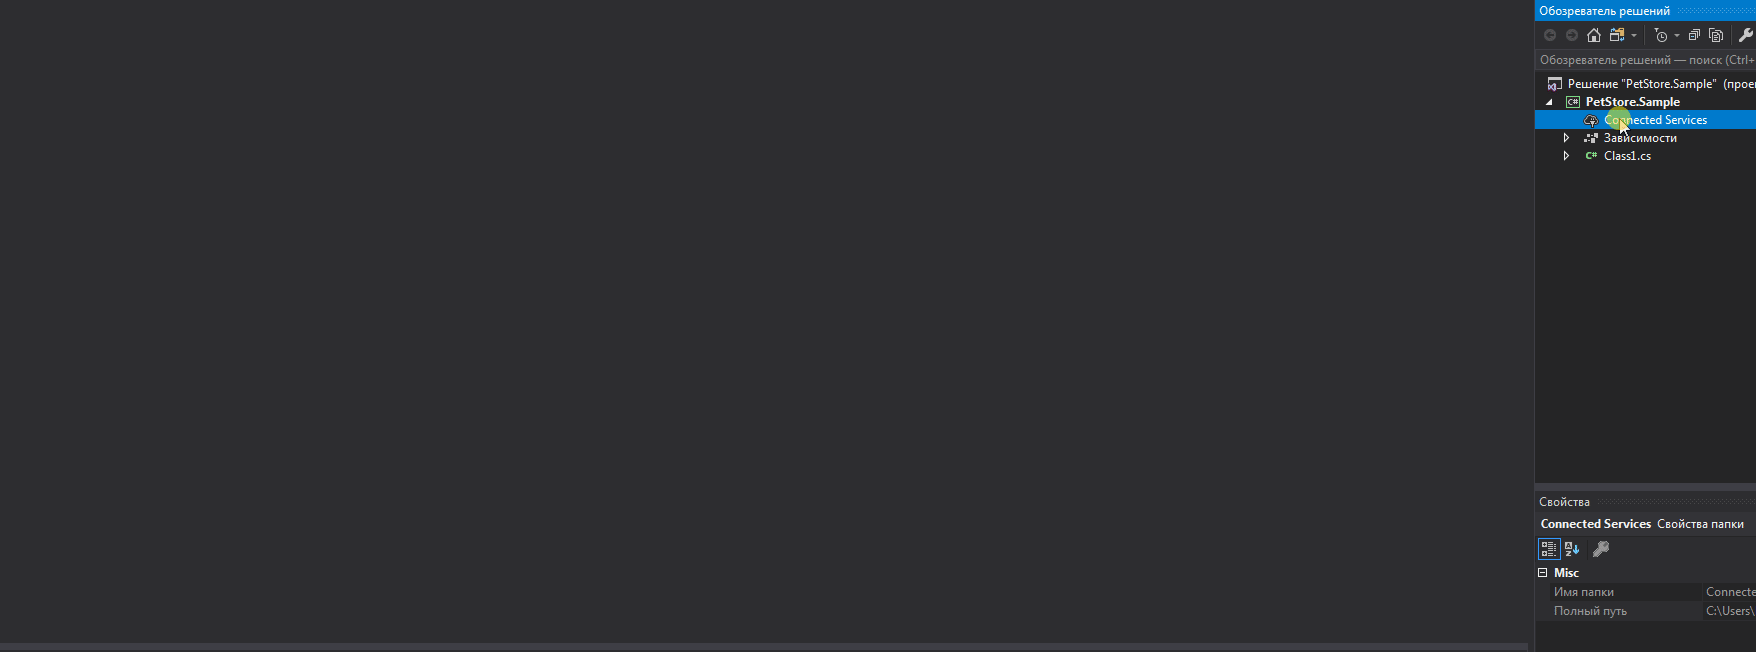 Обозреватель решений
Обозреватель решений — поиск (Ctrl+
Решение "PetStore.Sample" (прое
C# PetStore.Sample
Connected Services
Зависимости
C# Class1.cs
Свойства
Connected Services Свойства папки
Misc
Имя папки Connecte
Полный путь C:\Users\